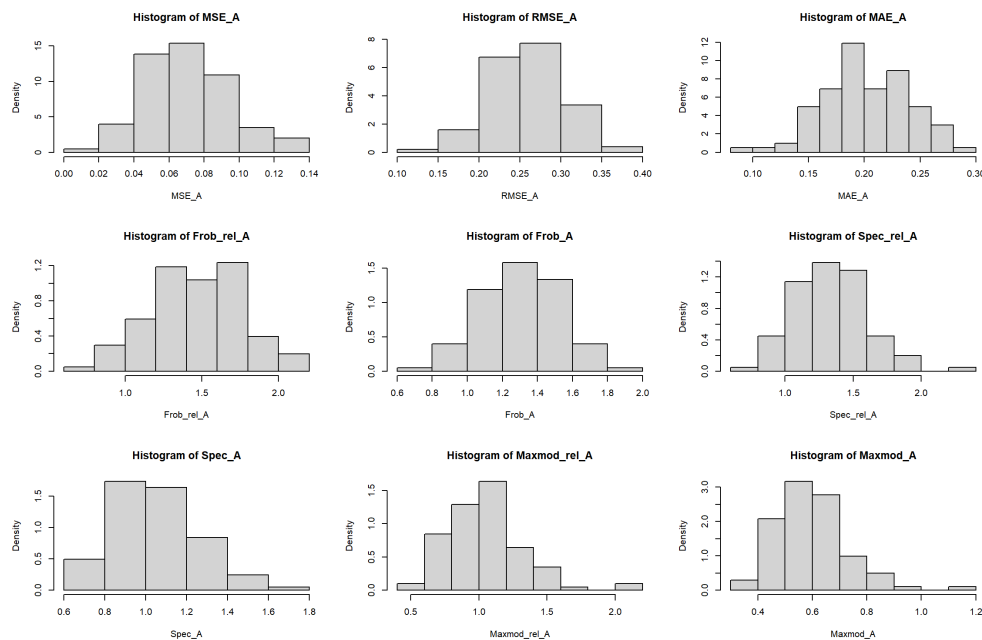 Histogram of MSE_A
Density
0 5 10 15
0.00 0.02 0.04 0.06 0.08 0.10 0.12 0.14
MSE_A
Histogram of RMSE_A
Density
0 2 4 6 8
0.10 0.15 0.20 0.25 0.30 0.35 0.40
RMSE_A
Histogram of MAE_A
Density
0 2 4 6 8 10 12
0.10 0.15 0.20 0.25 0.30
MAE_A
Histogram of Frob_rel_A
Density
0.0 0.4 0.8 1.2
1.0 1.5 2.0
Frob_rel_A
Histogram of Frob_A
Density
0.0 0.5 1.0 1.5
0.6 0.8 1.0 1.2 1.4 1.6 1.8 2.0
Frob_A
Histogram of Spec_rel_A
Density
0.0 0.4 0.8 1.2
1.0 1.5 2.0
Spec_rel_A
Histogram of Spec_A
Density
0.0 0.5 1.0 1.5
0.6 0.8 1.0 1.2 1.4 1.6 1.8
Spec_A
Histogram of Maxmod_rel_A
Density
0.0 0.5 1.0 1.5
0.5 1.0 1.5 2.0
Maxmod_rel_A
Histogram of Maxmod_A
Density
0.0 1.0 2.0 3.0
0.4 0.6 0.8 1.0 1.2
Maxmod_A